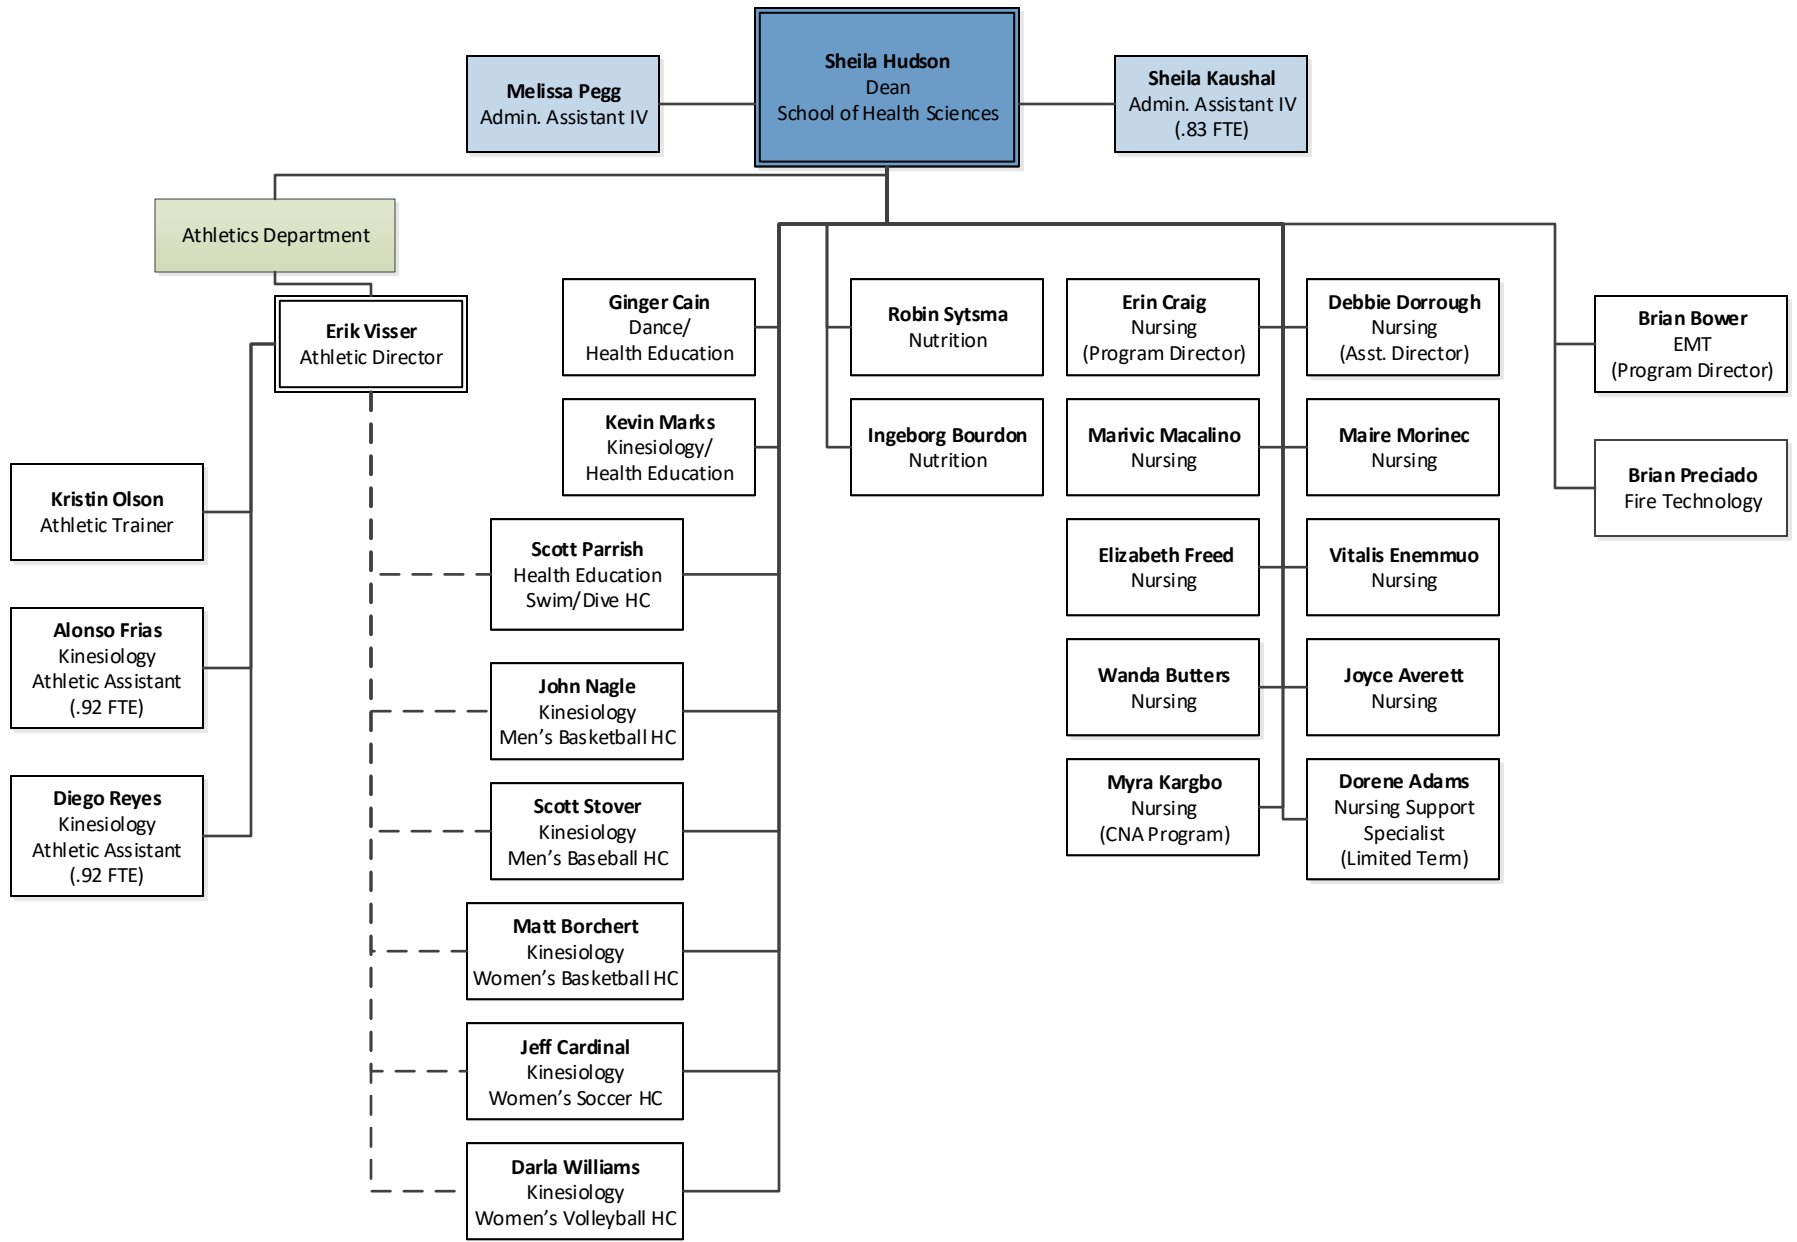 Sheila Hudson
Dean
School of Health Sciences
Melissa Pegg
Admin. Assistant IV
Sheila Kaushal
Admin. Assistant IV
(.83 FTE)
Athletics Department
Erik Visser
Athletic Director
Kristin Olson
Athletic Trainer
Alonso Frias
Kinesiology
Athletic Assistant
(.92 FTE)
Diego Reyes
Kinesiology
Athletic Assistant
(.92 FTE)
Ginger Cain
Dance/
Health Education
Kevin Marks
Kinesiology/
Health Education
Scott Parrish
Health Education
Swim/Dive HC
John Nagle
Kinesiology
Men’s Basketball HC
Scott Stover
Kinesiology
Men’s Baseball HC
Matt Borchert
Kinesiology
Women’s Basketball HC
Jeff Cardinal
Kinesiology
Women’s Soccer HC
Darla Williams
Kinesiology
Women’s Volleyball HC
Robin Sytsma
Nutrition
Ingeborg Bourdon
Nutrition
Erin Craig
Nursing
(Program Director)
Marivic Macalino
Nursing
Elizabeth Freed
Nursing
Wanda Butters
Nursing
Myra Kargbo
Nursing
(CNA Program)
Debbie Dorrough
Nursing
(Asst. Director)
Maire Morinec
Nursing
Vitalis Enemmuo
Nursing
Joyce Averett
Nursing
Dorene Adams
Nursing Support
Specialist
(Limited Term)
Brian Bower
EMT
(Program Director)
Brian Preciado
Fire Technology